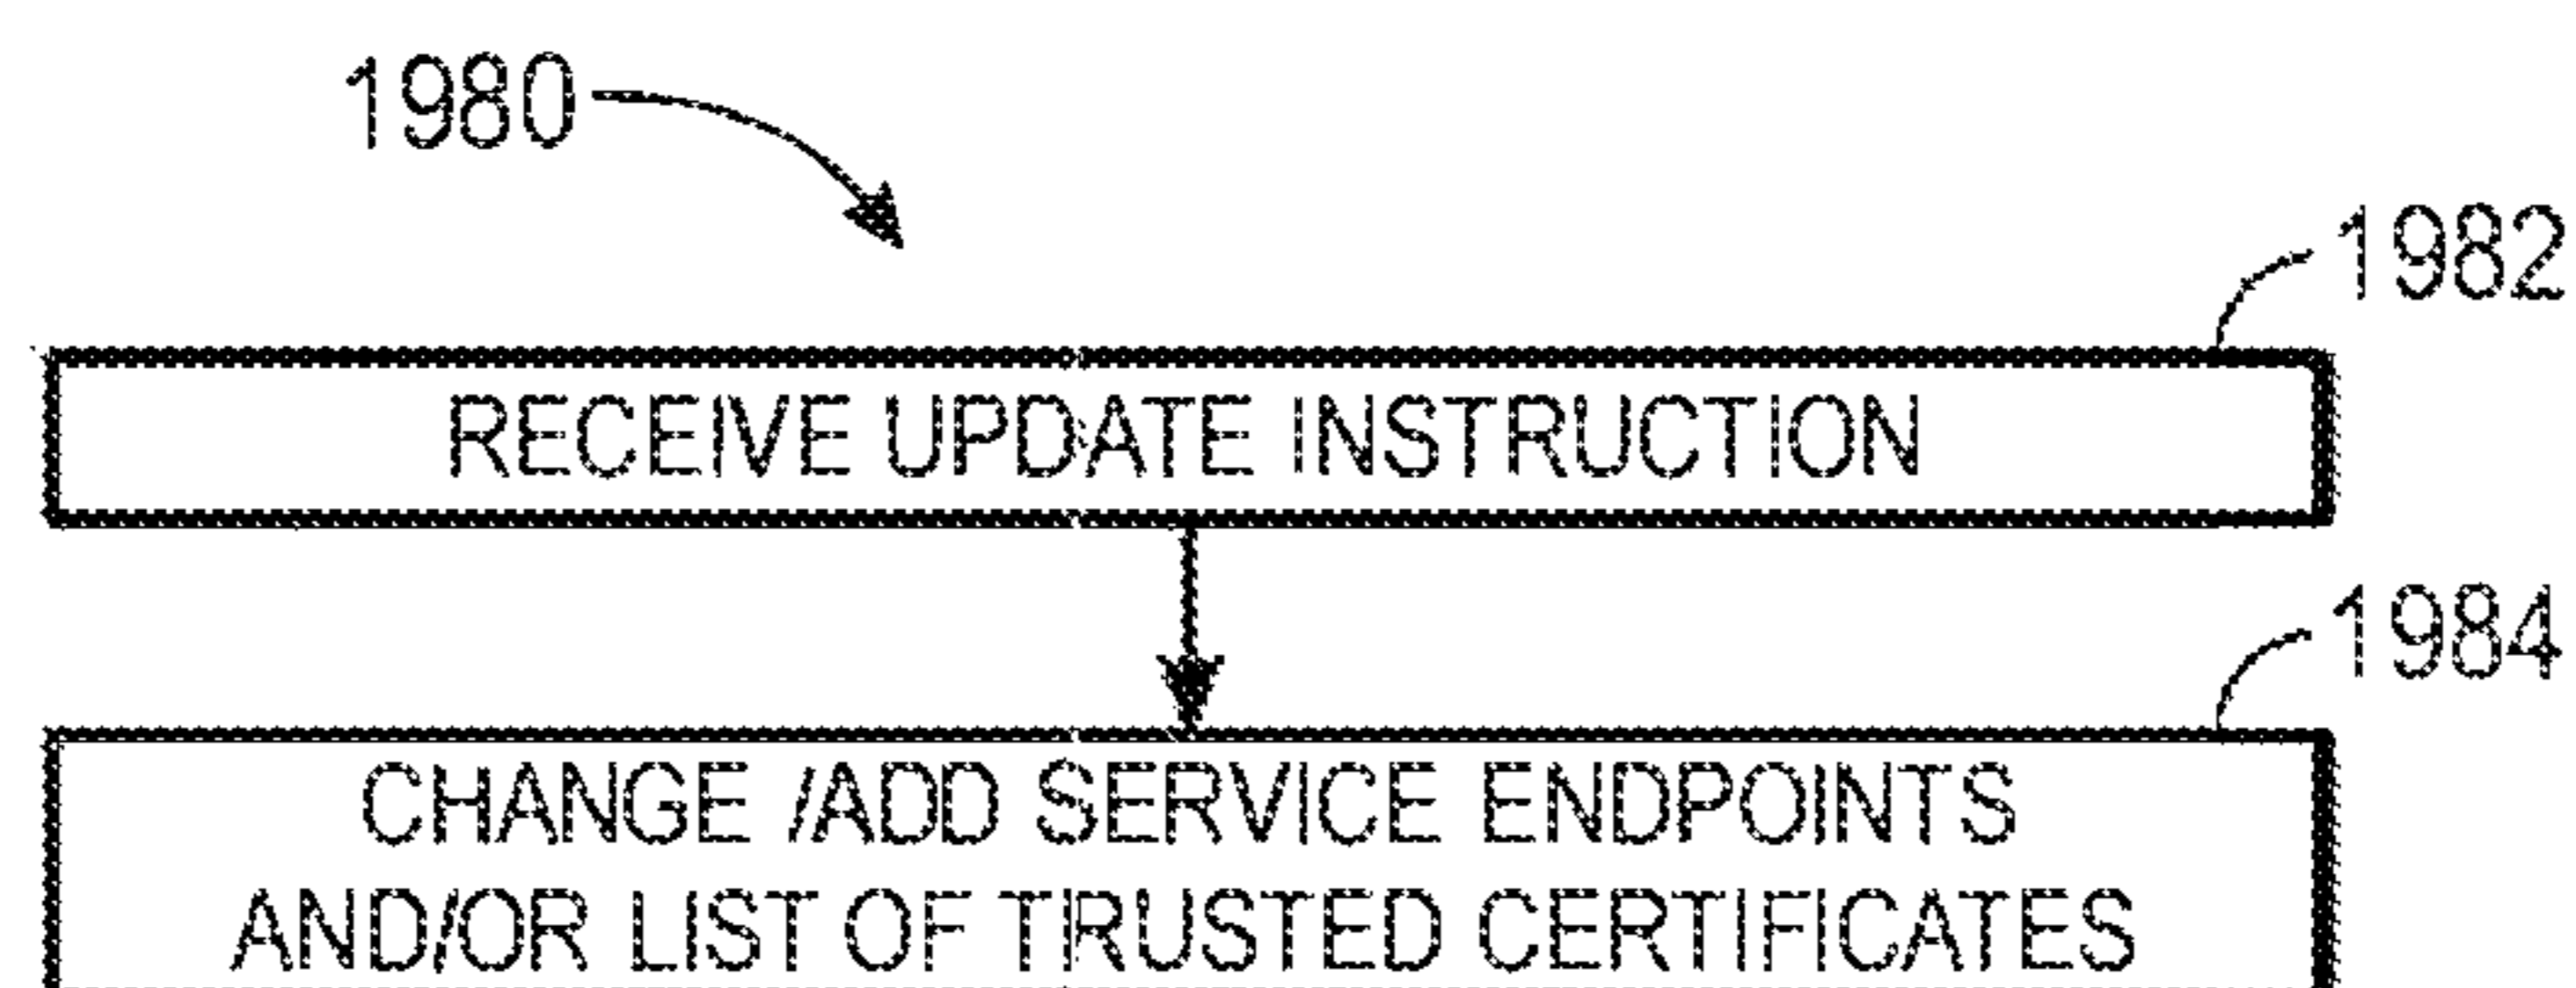 1980
1982
RECEIVE UPDATE INSTRUCTION
1984
CHANGE /ADD SERVICE ENDPOINTS
AND/OR LIST OF TRUSTED CERTIFICATES